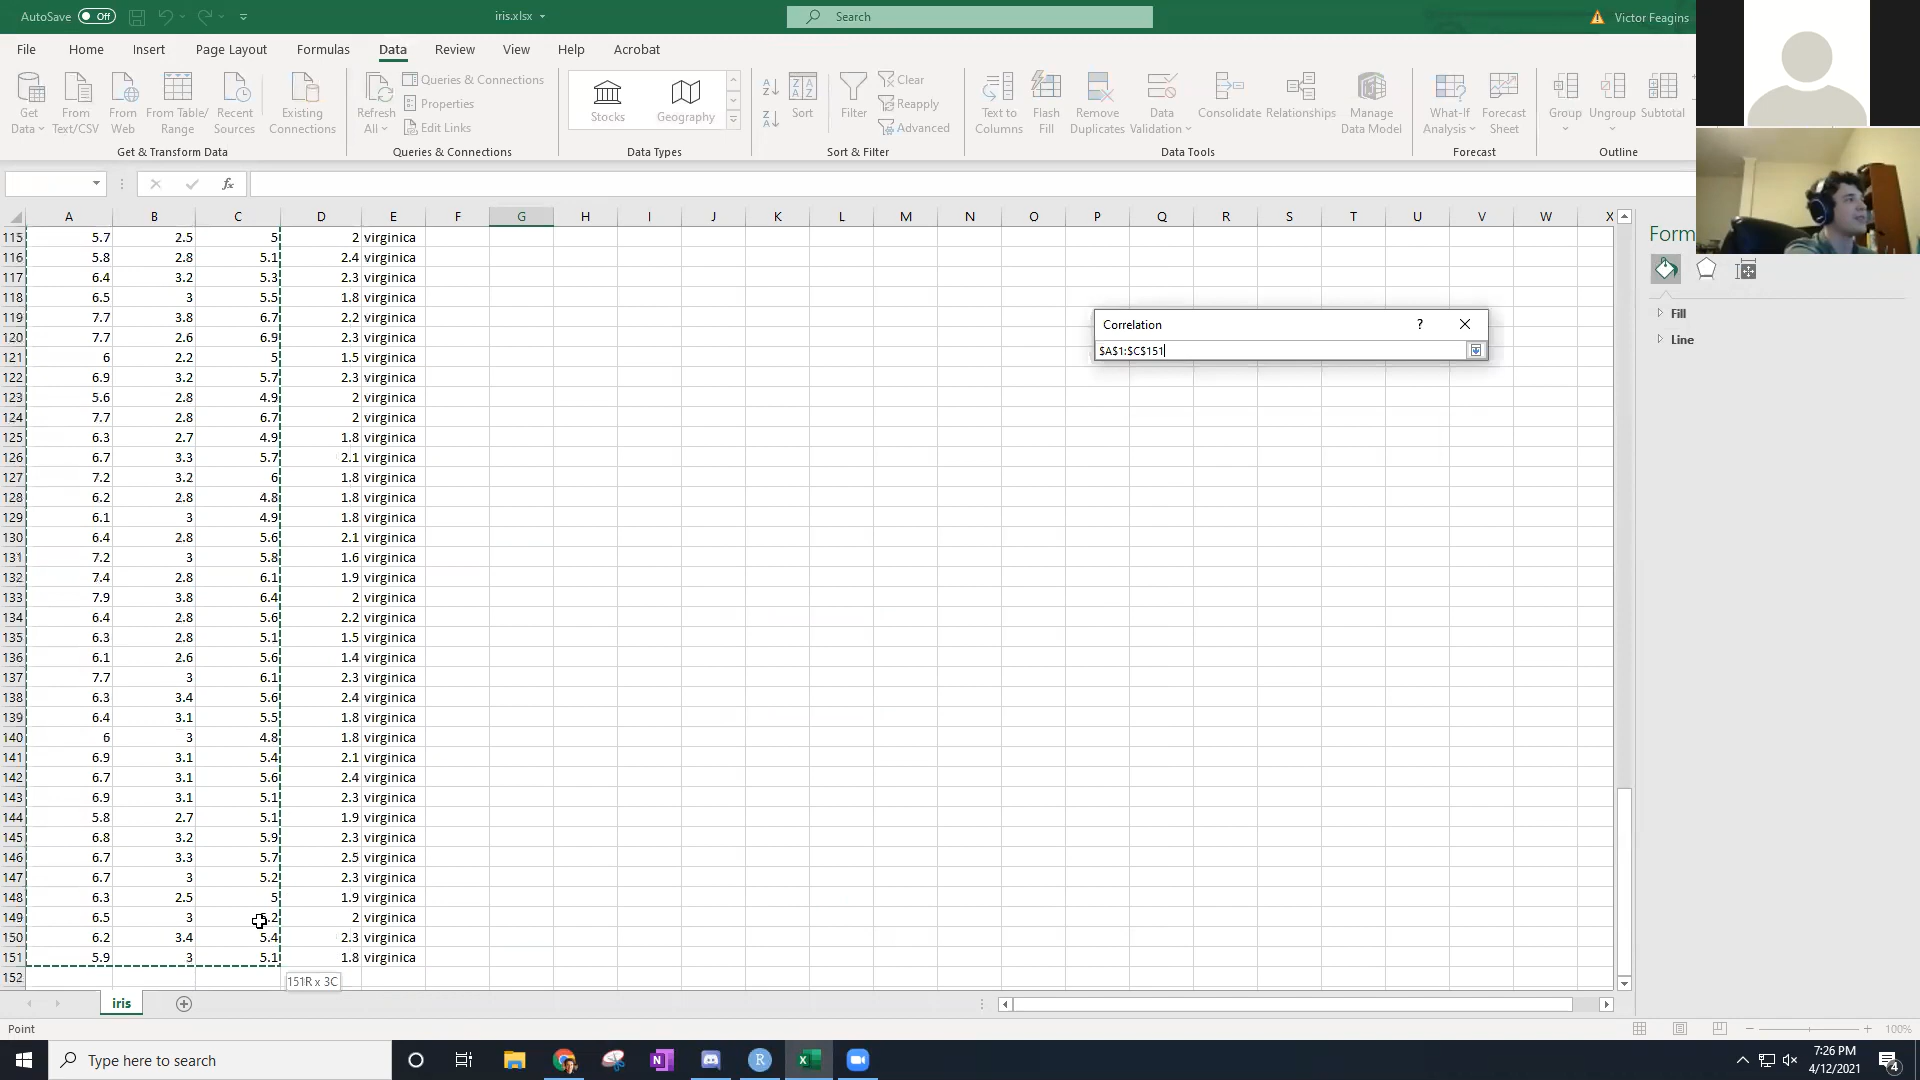 AutoSave Off
iris.xlsx
Search
Victor Feagins
File Home Insert Page Layout Formulas Data Review View Help Acrobat
Get Data
From Text/CSV
From Web
From Table/ Range
Recent Sources
Existing Connections
Get & Transform Data
Refresh All
Queries & Connections
Properties
Edit Links
Queries & Connections
Stocks
Geography
Data Types
Sort
Filter
Clear
Reapply
Advanced
Sort & Filter
Text to Columns
Flash Fill
Remove Duplicates
Data Validation
Consolidate
Relationships
Manage Data Model
Data Tools
What-If Analysis
Forecast Sheet
Forecast
Group
Ungroup
Subtotal
Outline
fx
A B C D E F G H I J K L M N O P Q R S T U V W X
115 5.7 2.5 5 2 virginica
116 5.8 2.8 5.1 2.4 virginica
117 6.4 3.2 5.3 2.3 virginica
118 6.5 3 5.5 1.8 virginica
119 7.7 3.8 6.7 2.2 virginica
120 7.7 2.6 6.9 2.3 virginica
121 6 2.2 5 1.5 virginica
122 6.9 3.2 5.7 2.3 virginica
123 5.6 2.8 4.9 2 virginica
124 7.7 2.8 6.7 2 virginica
125 6.3 2.7 4.9 1.8 virginica
126 6.7 3.3 5.7 2.1 virginica
127 7.2 3.2 6 1.8 virginica
128 6.2 2.8 4.8 1.8 virginica
129 6.1 3 4.9 1.8 virginica
130 6.4 2.8 5.6 2.1 virginica
131 7.2 3 5.8 1.6 virginica
132 7.4 2.8 6.1 1.9 virginica
133 7.9 3.8 6.4 2 virginica
134 6.4 2.8 5.6 2.2 virginica
135 6.3 2.8 5.1 1.5 virginica
136 6.1 2.6 5.6 1.4 virginica
137 7.7 3 6.1 2.3 virginica
138 6.3 3.4 5.6 2.4 virginica
139 6.4 3.1 5.5 1.8 virginica
140 6 3 4.8 1.8 virginica
141 6.9 3.1 5.4 2.1 virginica
142 6.7 3.1 5.6 2.4 virginica
143 6.9 3.1 5.1 2.3 virginica
144 5.8 2.7 5.1 1.9 virginica
145 6.8 3.2 5.9 2.3 virginica
146 6.7 3.3 5.7 2.5 virginica
147 6.7 3 5.2 2.3 virginica
148 6.3 2.5 5 1.9 virginica
149 6.5 3 .2 2 virginica
150 6.2 3.4 5.4 2.3 virginica
151 5.9 3 5.1 1.8 virginica
152
151R x 3C
Correlation ?
$A$1:$C$151
Form
Fill
Line
iris
Point
100%
Type here to search
7:26 PM
4/12/2021
4